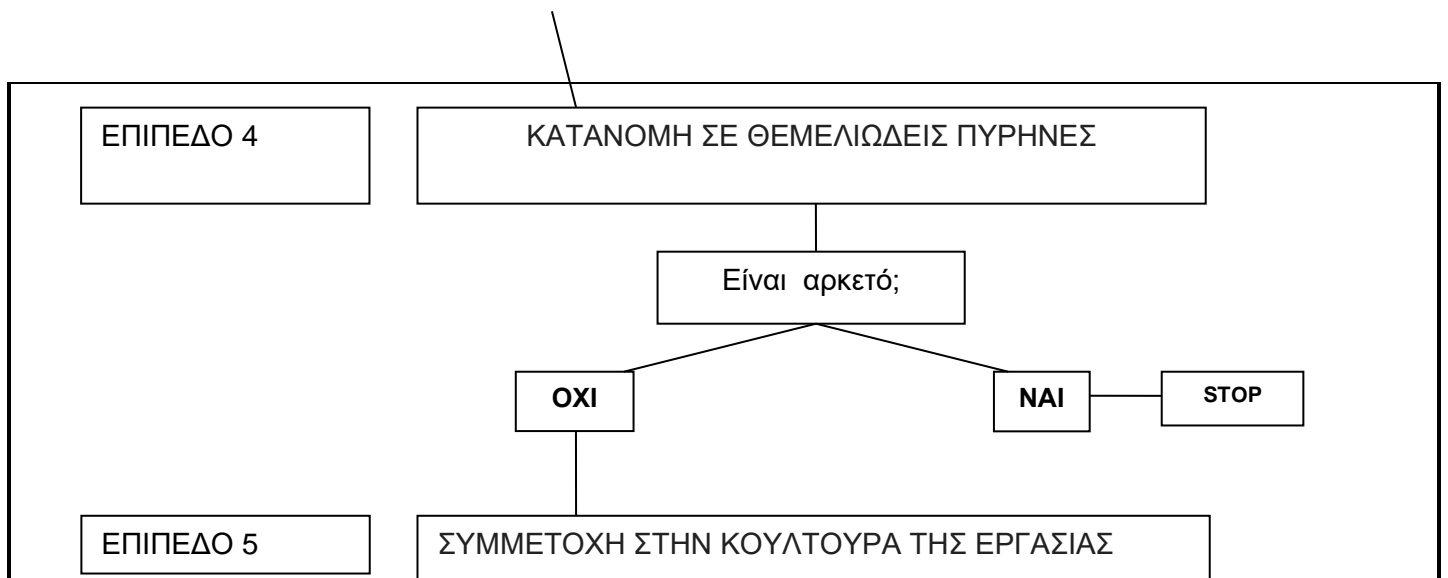 ΕΠΙΠΕΔΟ 4
ΚΑΤΑΝΟΜΗ ΣΕ ΘΕΜΕΛΙΩΔΕΙΣ ΠΥΡΗΝΕΣ
Είναι αρκετό;
ΟΧΙ
ΝΑΙ
STOP
ΕΠΙΠΕΔΟ 5
ΣΥΜΜΕΤΟΧΗ ΣΤΗΝ ΚΟΥΛΤΟΥΡΑ ΤΗΣ ΕΡΓΑΣΙΑΣ